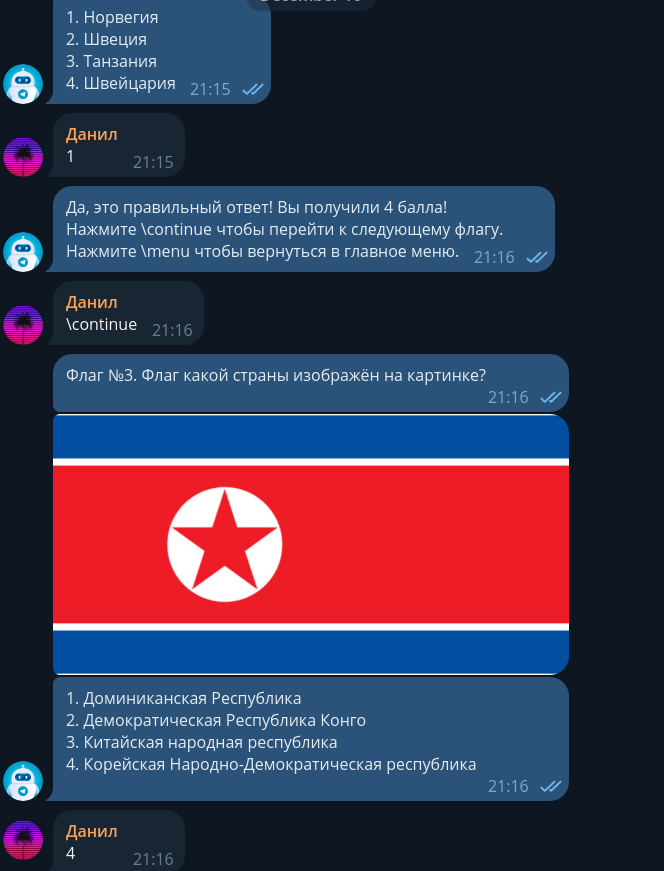 1. Норвегия
2. Швеция
3. Танзания
4. Швейцария
21:15
Данил
1
21:15
Да, это правильный ответ! Вы получили 4 балла!
Нажмите \continue чтобы перейти к следующему флагу.
Нажмите \menu чтобы вернуться в главное меню.
21:16
Данил
\continue
21:16
Флаг №3. Флаг какой страны изображён на картинке?
21:16
1. Доминиканская Республика
2. Демократическая Республика Конго
3. Китайская народная республика
4. Корейская Народно-Демократическая республика
21:16
Данил
4
21:16